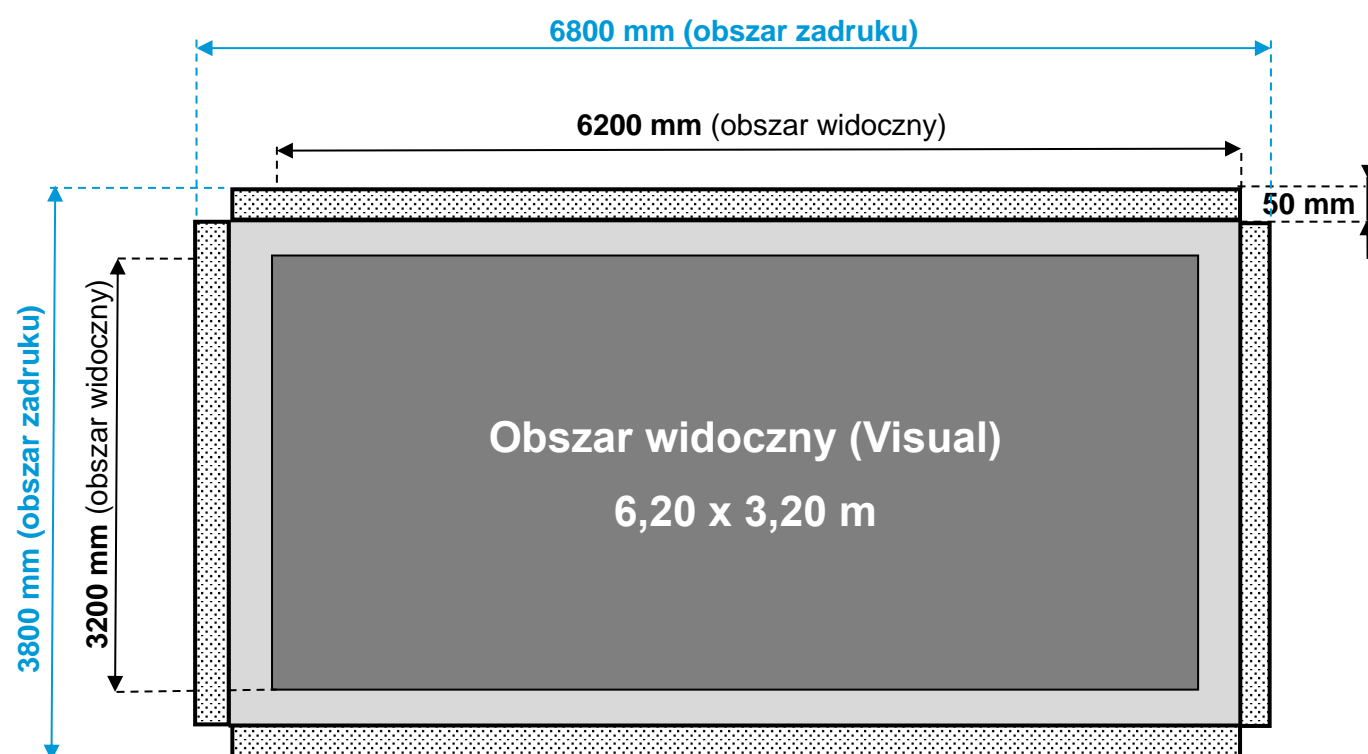 6800 mm (obszar zadruku)
6200 mm (obszar widoczny)
50 mm
3800 mm (obszar zadruku)
3200 mm (obszar widoczny)
Obszar widoczny (Visual)
6,20 x 3,20 m